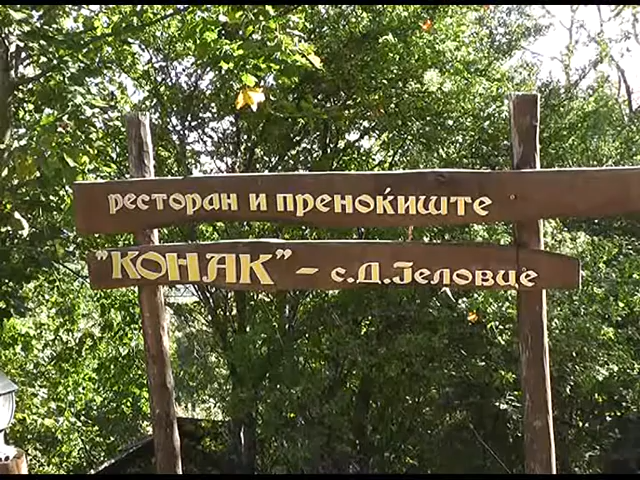 ресторан и преноќиште
"КОНАК" – с.Д.Јеловце